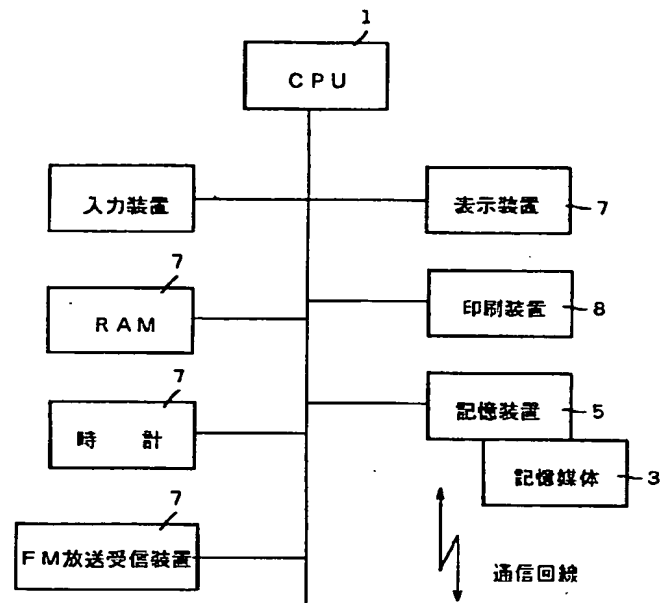 1
CPU
入力装置
表示装置
7
7
RAM
印刷装置
8
7
時 計
記憶装置
5
記憶媒体
3
7
FM放送受信装置
通信回線